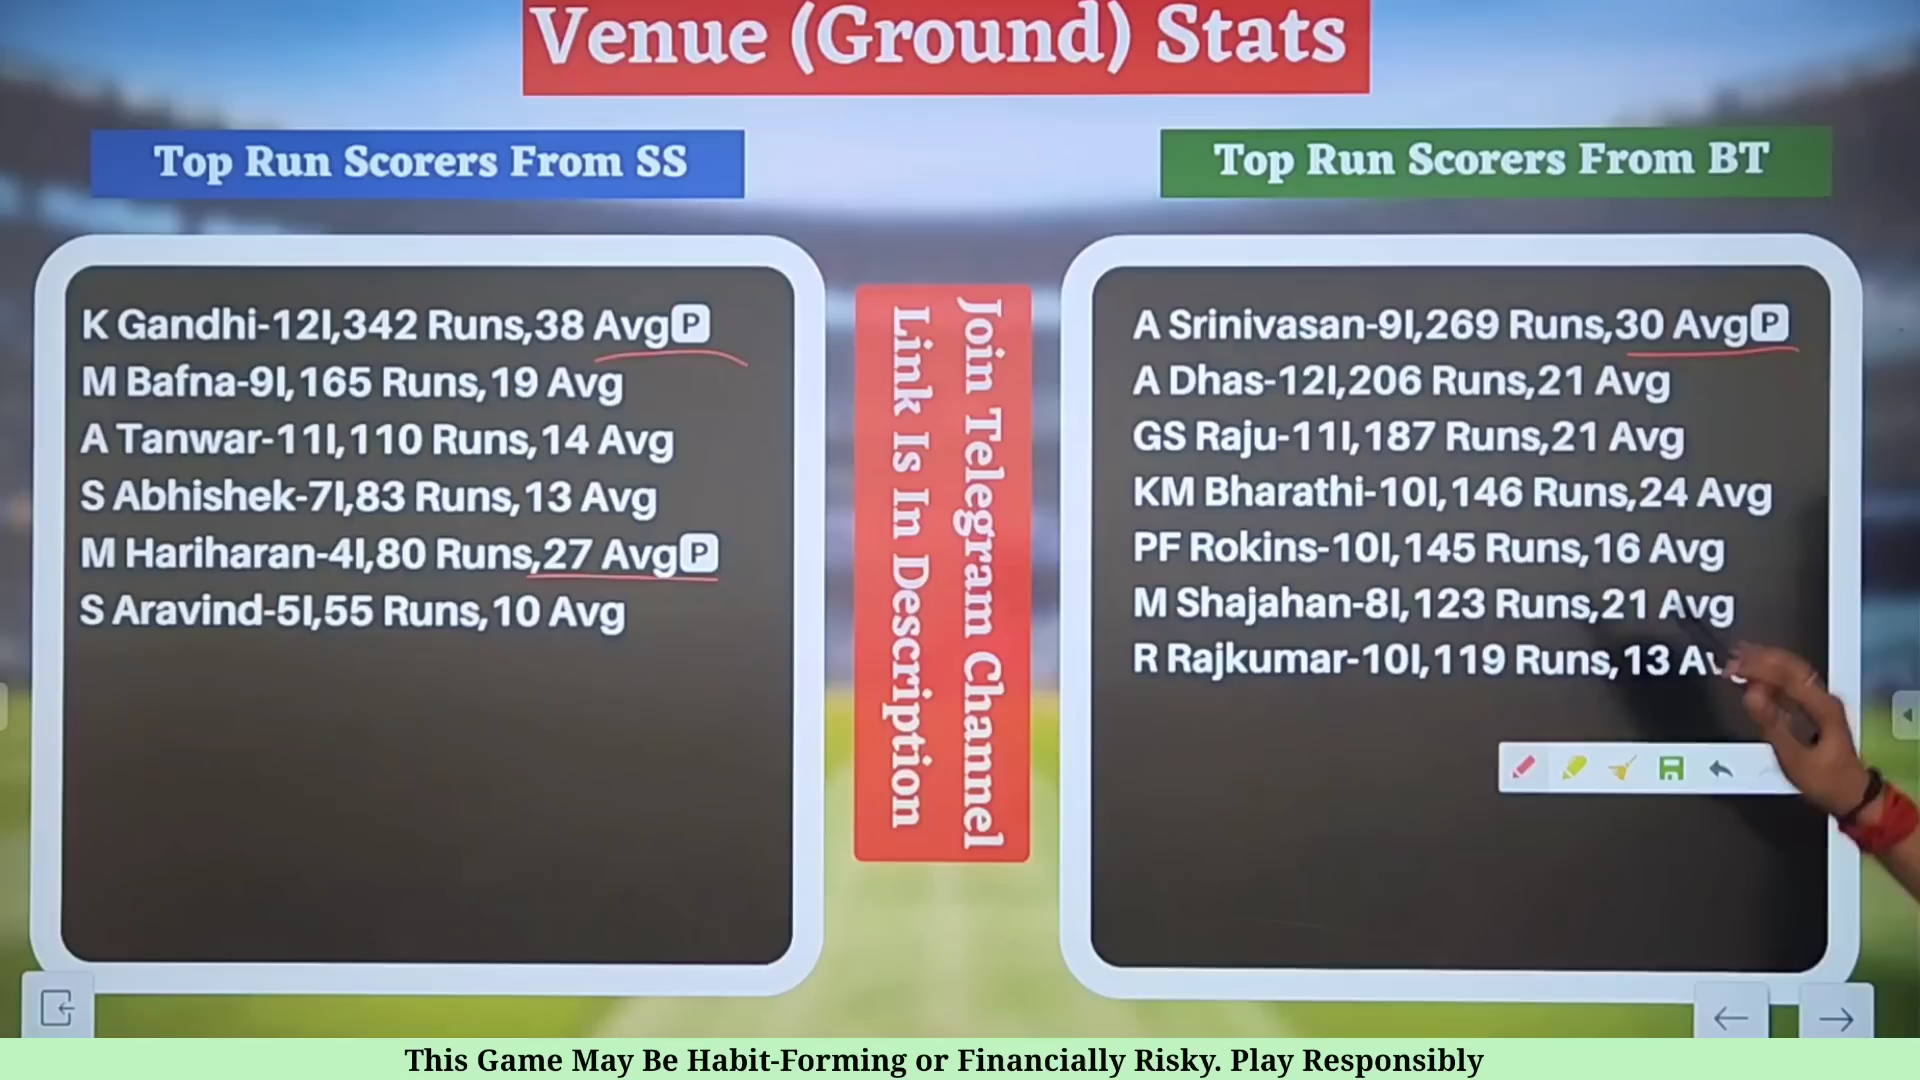 Venue (Ground) Stats
Top Run Scorers From SS
K Gandhi-12I,342 Runs,38 Avg🅿
M Bafna-9I,165 Runs,19 Avg
A Tanwar-11I,110 Runs,14 Avg
S Abhishek-7I,83 Runs,13 Avg
M Hariharan-4I,80 Runs,27 Avg🅿
S Aravind-5I,55 Runs,10 Avg
Join Telegram Channel
Link Is In Description
Top Run Scorers From BT
A Srinivasan-9I,269 Runs,30 Avg🅿
A Dhas-12I,206 Runs,21 Avg
GS Raju-11I,187 Runs,21 Avg
KM Bharathi-10I,146 Runs,24 Avg
PF Rokins-10I,145 Runs,16 Avg
M Shajahan-8I,123 Runs,21 Avg
R Rajkumar-10I,119 Runs,13
This Game May Be Habit-Forming or Financially Risky. Play Responsibly